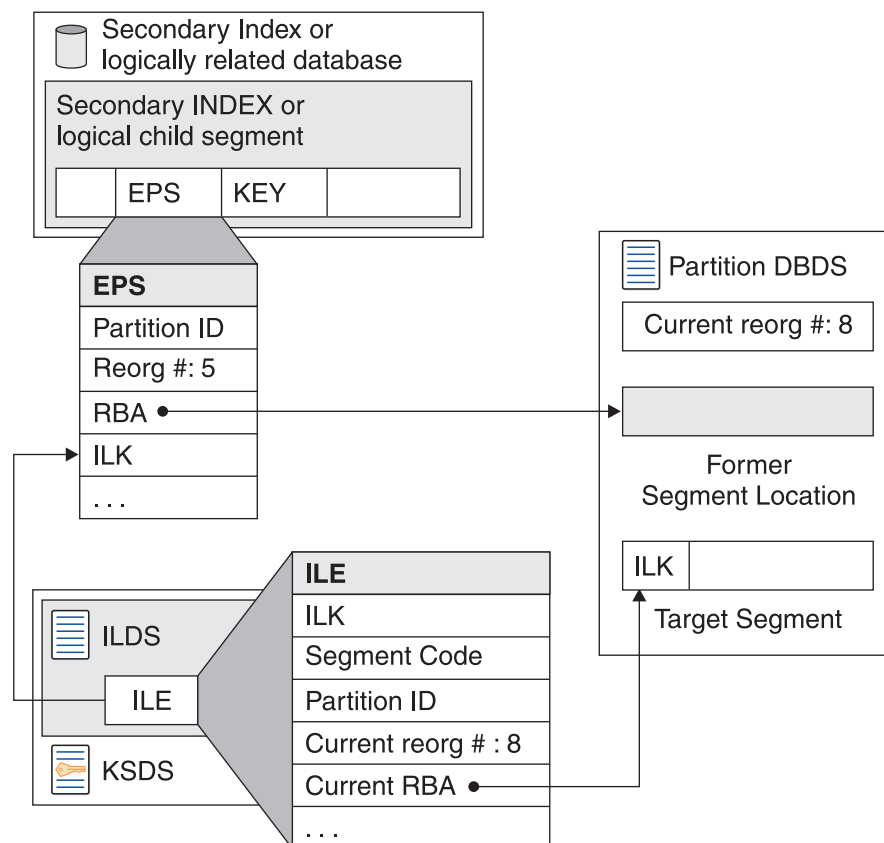 Secondary Index or
logically related database
Secondary INDEX or
logical child segment
EPS KEY
EPS
Partition ID
Reorg #: 5
RBA
ILK
. . .
Partition DBDS
Current reorg #: 8
Former
Segment Location
ILK
Target Segment
ILDS
ILE
KSDS
ILE
ILK
Segment Code
Partition ID
Current reorg # : 8
Current RBA
. . .